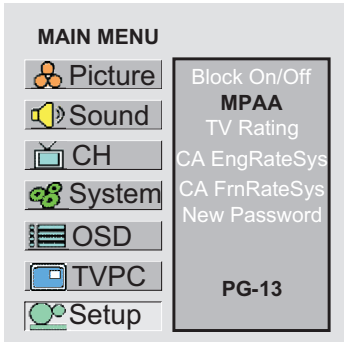 MAIN MENU
Picture
Sound
CH
System
OSD
TVPC
Setup
Block On/Off
MPAA
TV Rating
CA EngRateSys
CA FrnRateSys
New Password
PG-13